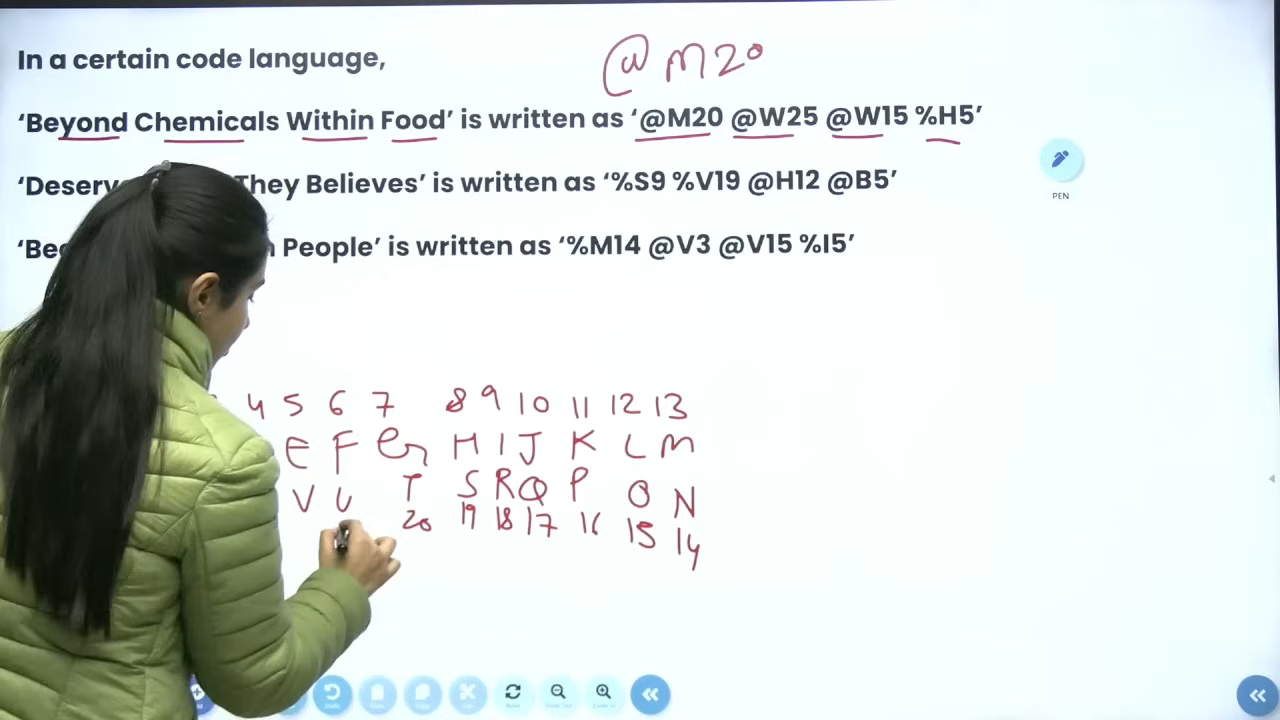 In a certain code language,
@M20
‘Beyond Chemicals Within Food’ is written as ‘@M20 @W25 @W15 %H5’
‘Deserv They Believes’ is written as ‘%S9 %V19 @H12 @B5’
PEN
People’ is written as ‘%M14 @V3 @V15 %I5’
4 5 6 7 8 9 10 11 12 13
E F G H I J K L M
V U T S R Q P O N
20 19 18 17 16 15 14